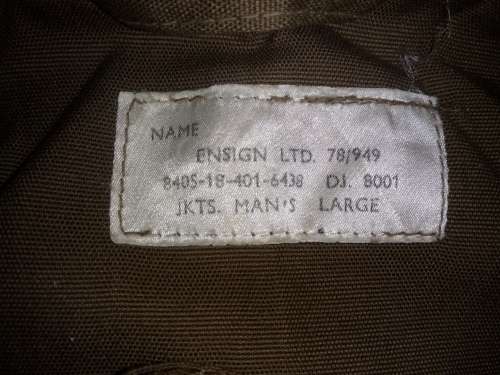 NAME
ENSIGN LTD. 78/949
8405-18-401-6438 DJ. 8001
JKTS. MAN'S LARGE